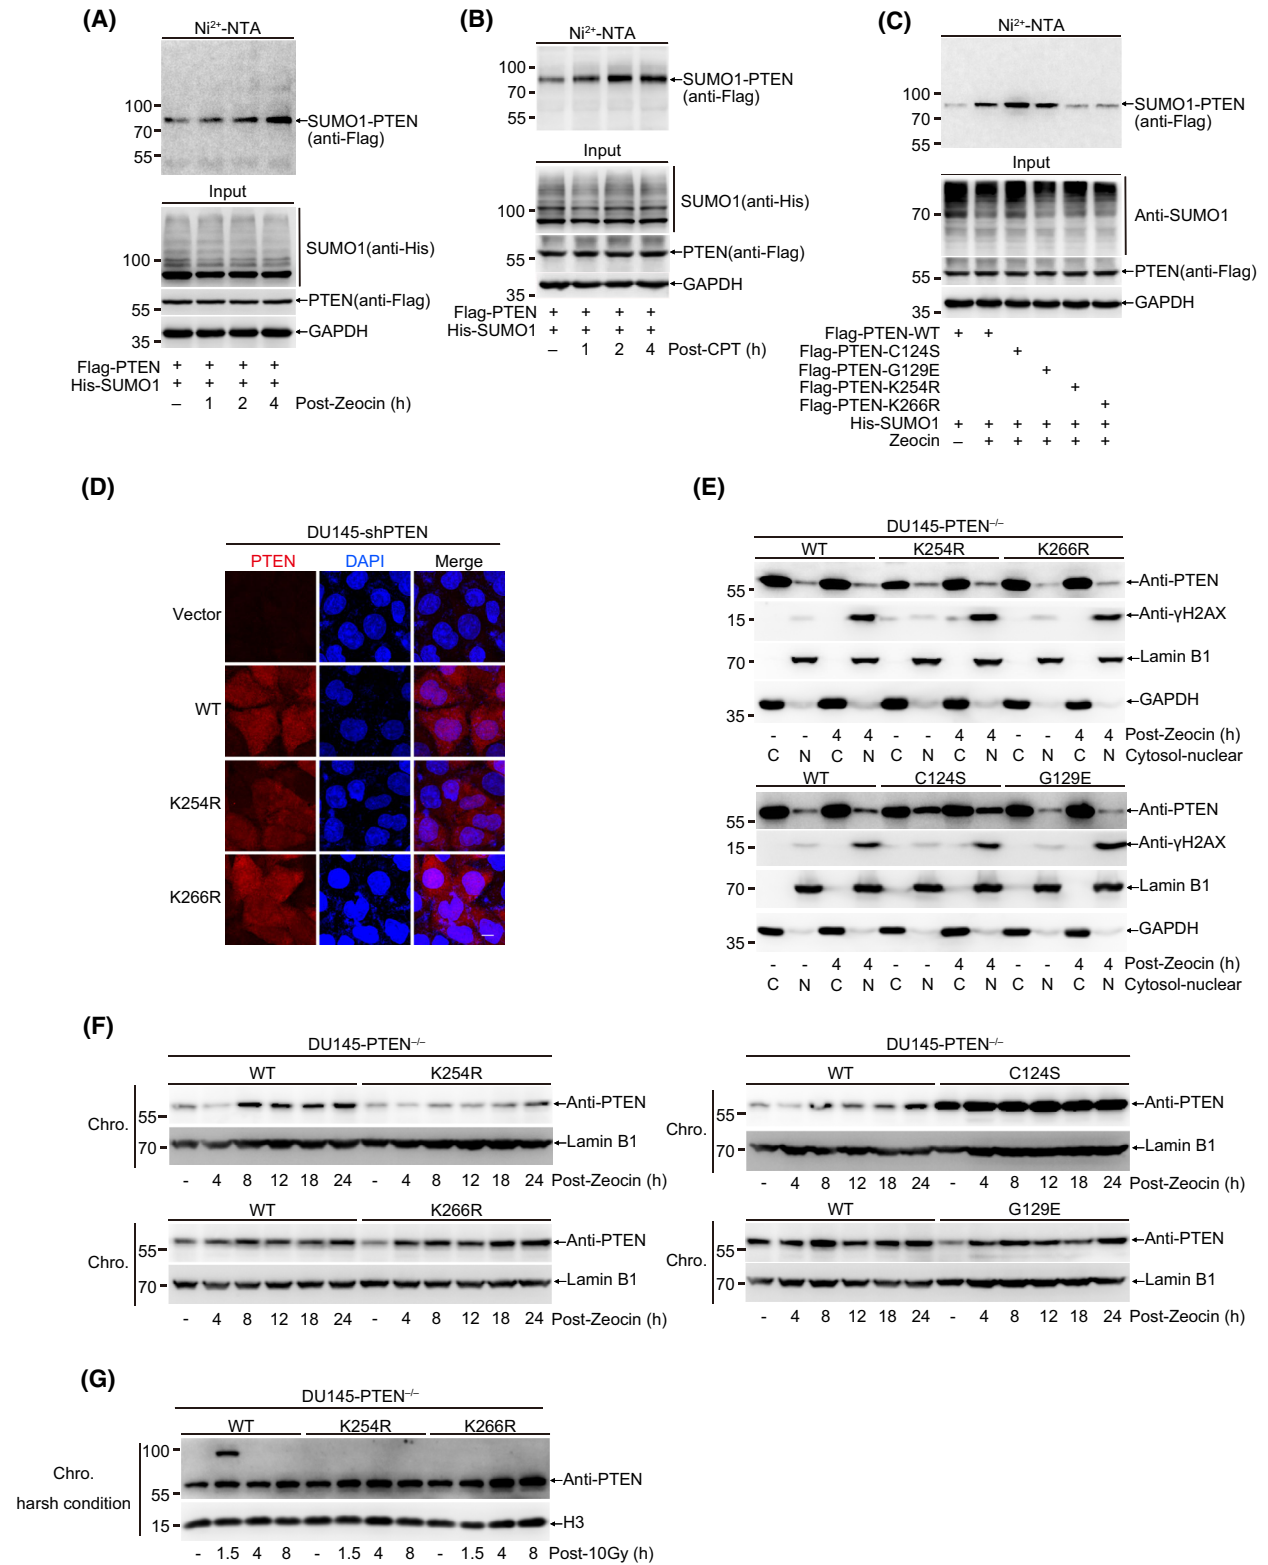 (A)
Ni²⁺-NTA
100
70
55
SUMO1-PTEN
(anti-Flag)
Input
SUMO1(anti-His)
100
PTEN(anti-Flag)
55
GAPDH
35
Flag-PTEN + + + +
His-SUMO1 + + + +
– 1 2 4 Post-Zeocin (h)
(B)
Ni²⁺-NTA
100
70
55
SUMO1-PTEN
(anti-Flag)
Input
SUMO1(anti-His)
100
PTEN(anti-Flag)
55
GAPDH
35
Flag-PTEN + + + +
His-SUMO1 + + + +
– 1 2 4 Post-CPT (h)
(C)
Ni²⁺-NTA
100
70
55
SUMO1-PTEN
(anti-Flag)
Input
70
Anti-SUMO1
PTEN(anti-Flag)
55
GAPDH
35
Flag-PTEN-WT + +
Flag-PTEN-C124S +
Flag-PTEN-G129E +
Flag-PTEN-K254R +
Flag-PTEN-K266R +
His-SUMO1 + + + + + +
Zeocin – + + + + +
(D)
DU145-shPTEN
PTEN DAPI Merge
Vector
WT
K254R
K266R
(E)
DU145-PTEN⁻/⁻
WT K254R K266R
55 Anti-PTEN
15 Anti-γH2AX
70 Lamin B1
35 GAPDH
- - 4 4 - - 4 4 - - 4 4 Post-Zeocin (h)
C N C N C N C N C N C N Cytosol-nuclear
WT C124S G129E
55 Anti-PTEN
15 Anti-γH2AX
70 Lamin B1
35 GAPDH
- - 4 4 - - 4 4 - - 4 4 Post-Zeocin (h)
C N C N C N C N C N C N Cytosol-nuclear
(F)
DU145-PTEN⁻/⁻
WT K254R
Chro.
55 Anti-PTEN
70 Lamin B1
- 4 8 12 18 24 - 4 8 12 18 24 Post-Zeocin (h)
WT K266R
Chro.
55 Anti-PTEN
70 Lamin B1
- 4 8 12 18 24 - 4 8 12 18 24 Post-Zeocin (h)
DU145-PTEN⁻/⁻
WT C124S
Chro.
55 Anti-PTEN
70 Lamin B1
- 4 8 12 18 24 - 4 8 12 18 24 Post-Zeocin (h)
WT G129E
Chro.
55 Anti-PTEN
70 Lamin B1
- 4 8 12 18 24 - 4 8 12 18 24 Post-Zeocin (h)
(G)
DU145-PTEN⁻/⁻
WT K254R K266R
Chro.
harsh condition
100
Anti-PTEN
55
15 H3
- 1.5 4 8 - 1.5 4 8 - 1.5 4 8 Post-10Gy (h)